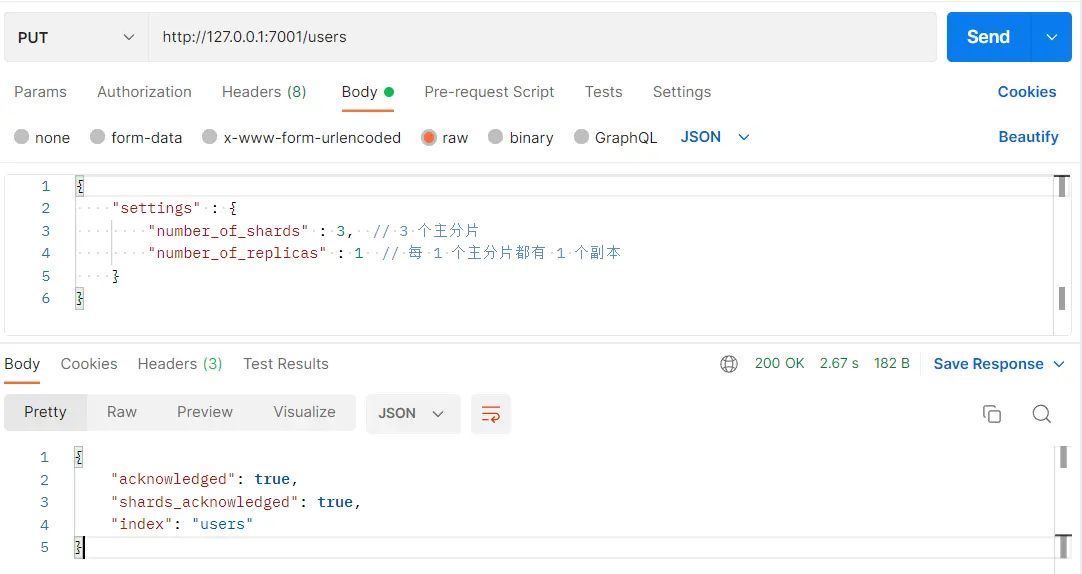 PUT http://127.0.0.1:7001/users Send
Params Authorization Headers (8) Body Pre-request Script Tests Settings Cookies
none form-data x-www-form-urlencoded raw binary GraphQL JSON Beautify
1 {
2 "settings" : {
3 "number_of_shards" : 3, // 3 个主分片
4 "number_of_replicas" : 1 // 每 1 个主分片都有 1 个副本
5 }
6 }
Body Cookies Headers (3) Test Results 200 OK 2.67 s 182 B Save Response
Pretty Raw Preview Visualize JSON
1 {
2 "acknowledged": true,
3 "shards_acknowledged": true,
4 "index": "users"
5 }